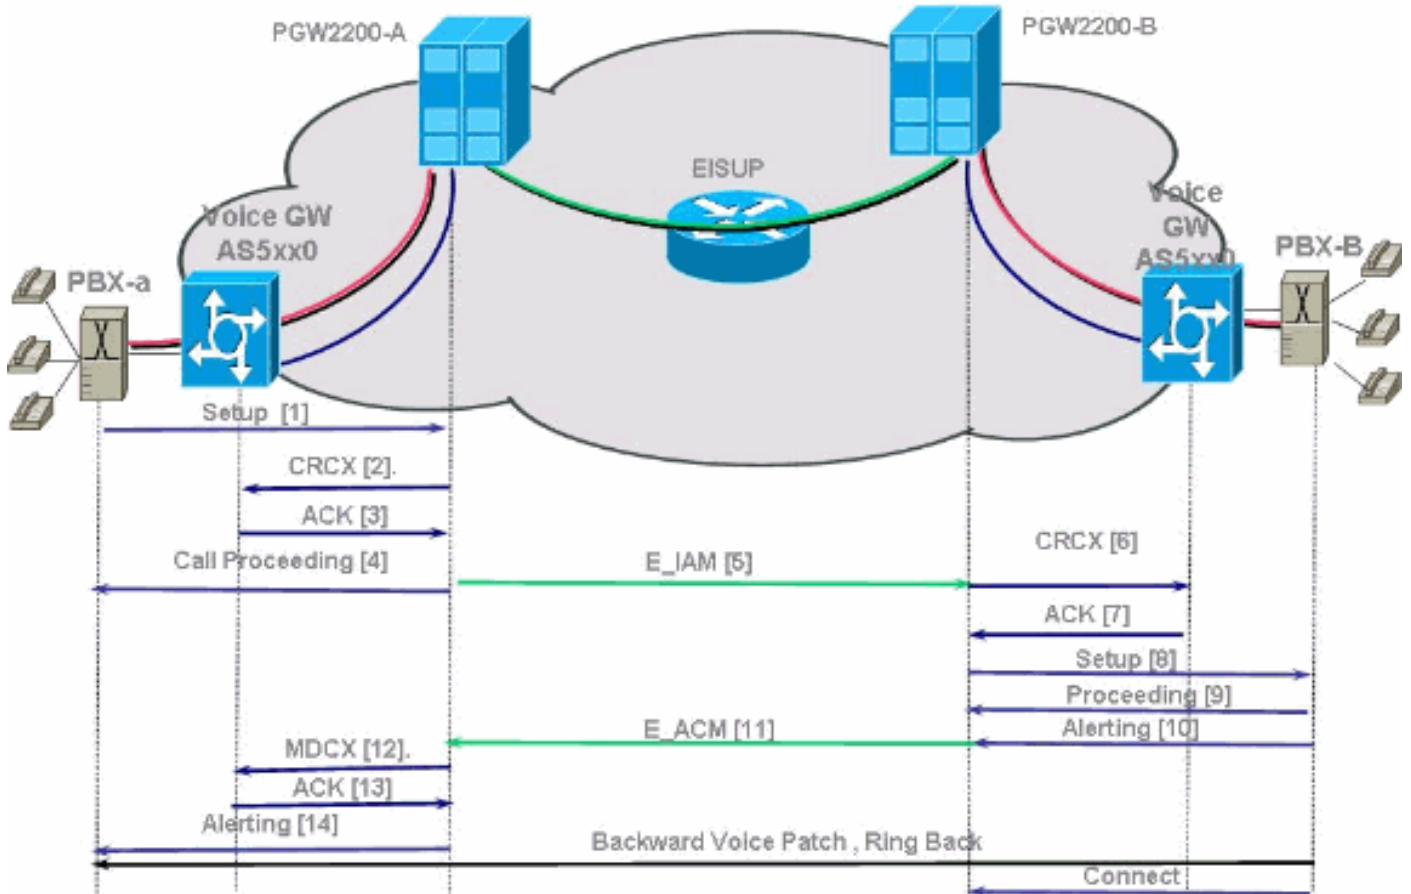 PGW2200-A
PGW2200-B
EISUP
Voice GW
AS5xx0
Voice
GW
AS5xx0
PBX-a
PBX-B
Setup [1]
CRCX [2].
ACK [3]
Call Proceeding [4]
E_IAM [5]
CRCX [6]
ACK [7]
Setup [8]
Proceeding [9]
Alerting [10]
E_ACM [11]
MDCX [12].
ACK [13]
Alerting [14]
Backward Voice Patch , Ring Back
Connect